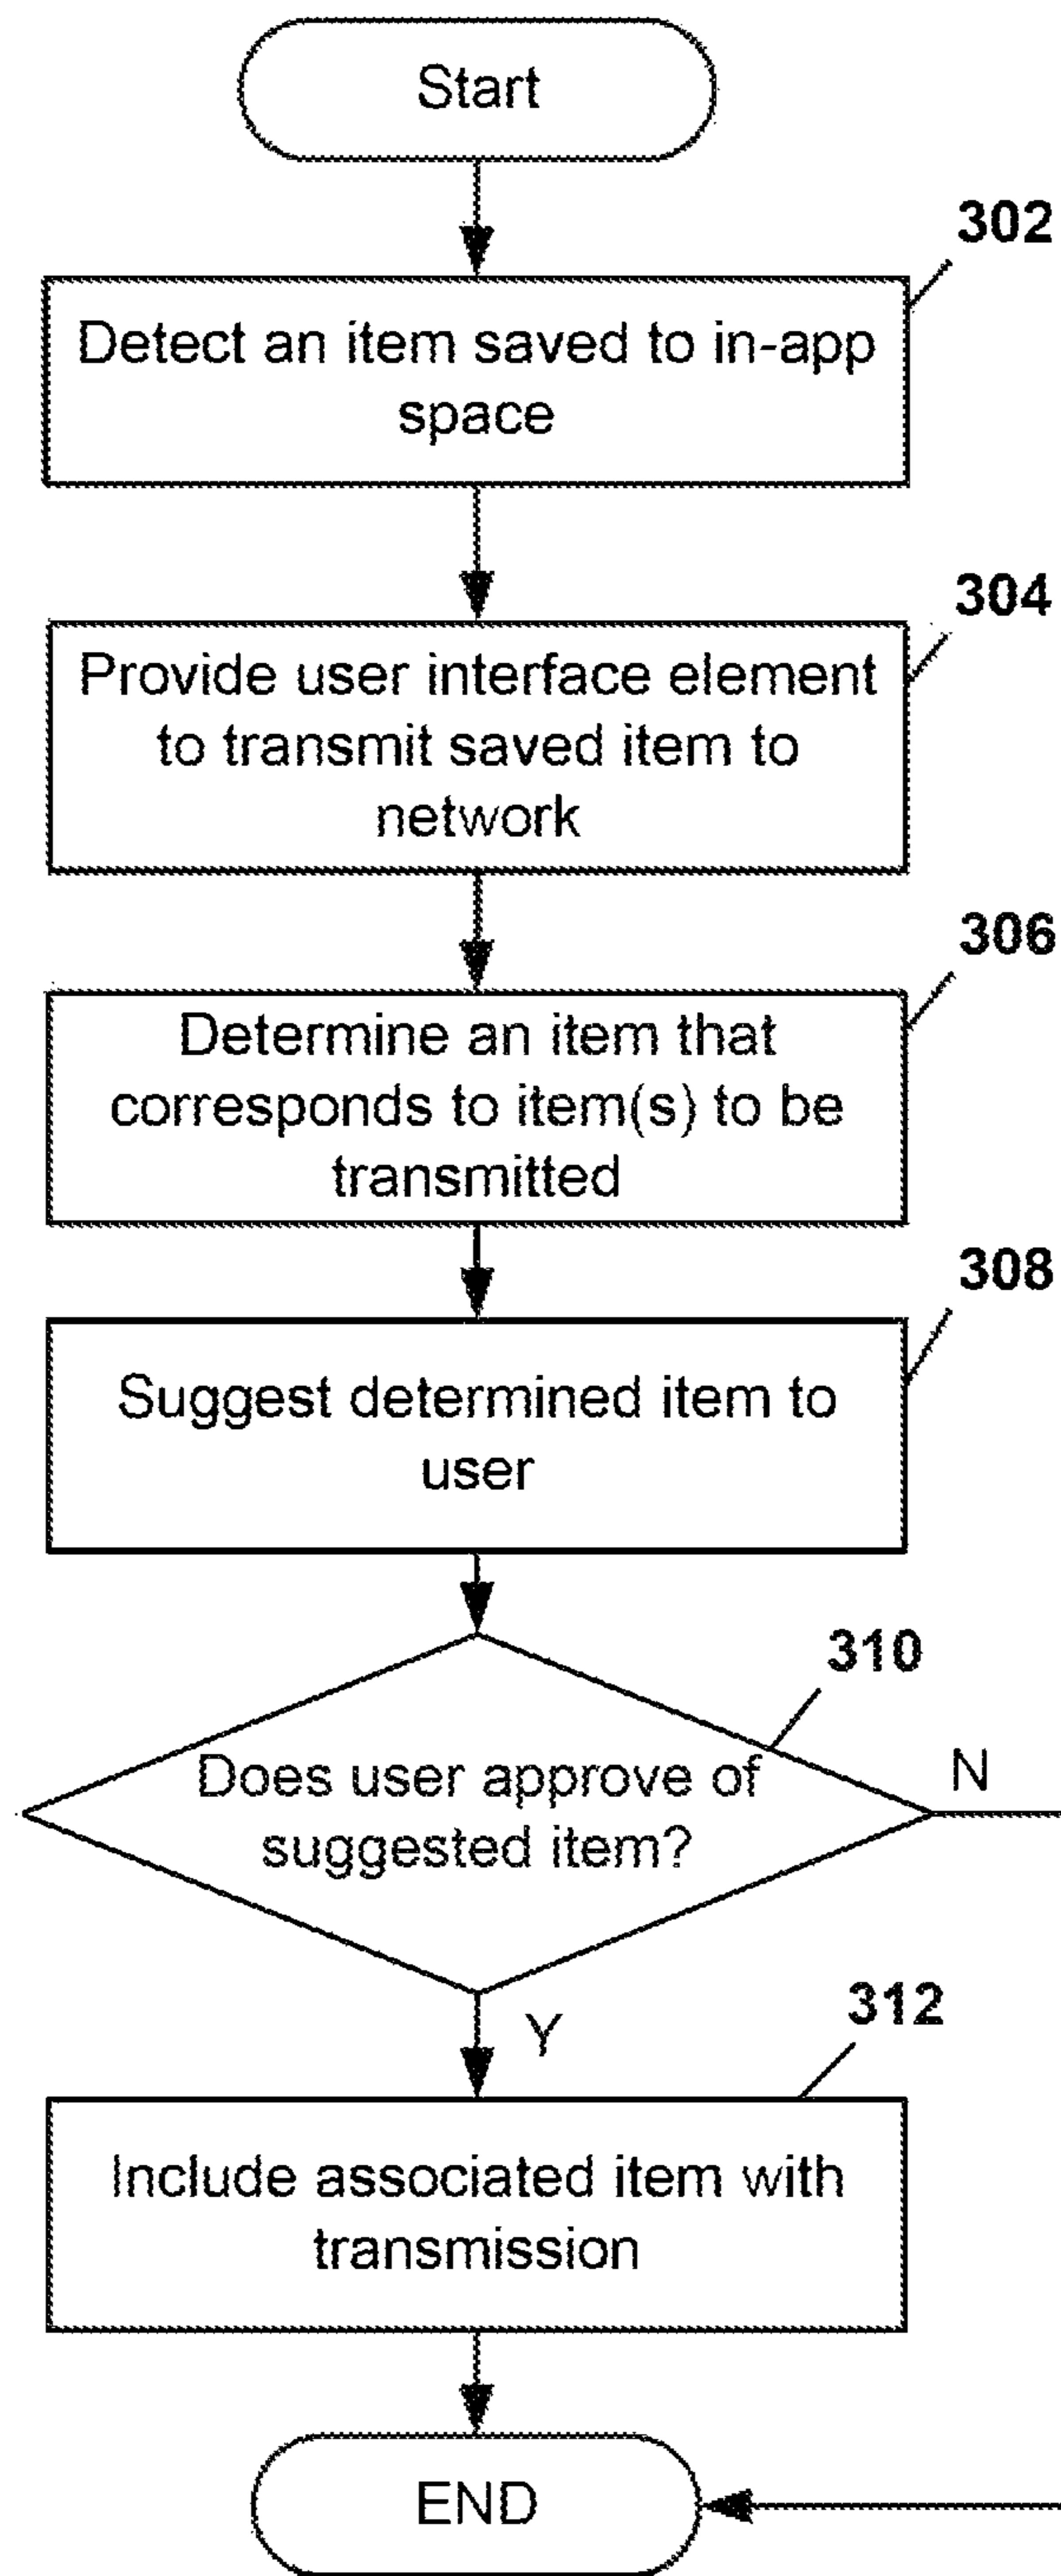 Start
302
Detect an item saved to in-app
space
304
Provide user interface element
to transmit saved item to
network
306
Determine an item that
corresponds to item(s) to be
transmitted
308
Suggest determined item to
user
310
Does user approve of
suggested item?
N
Y
312
Include associated item with
transmission
END